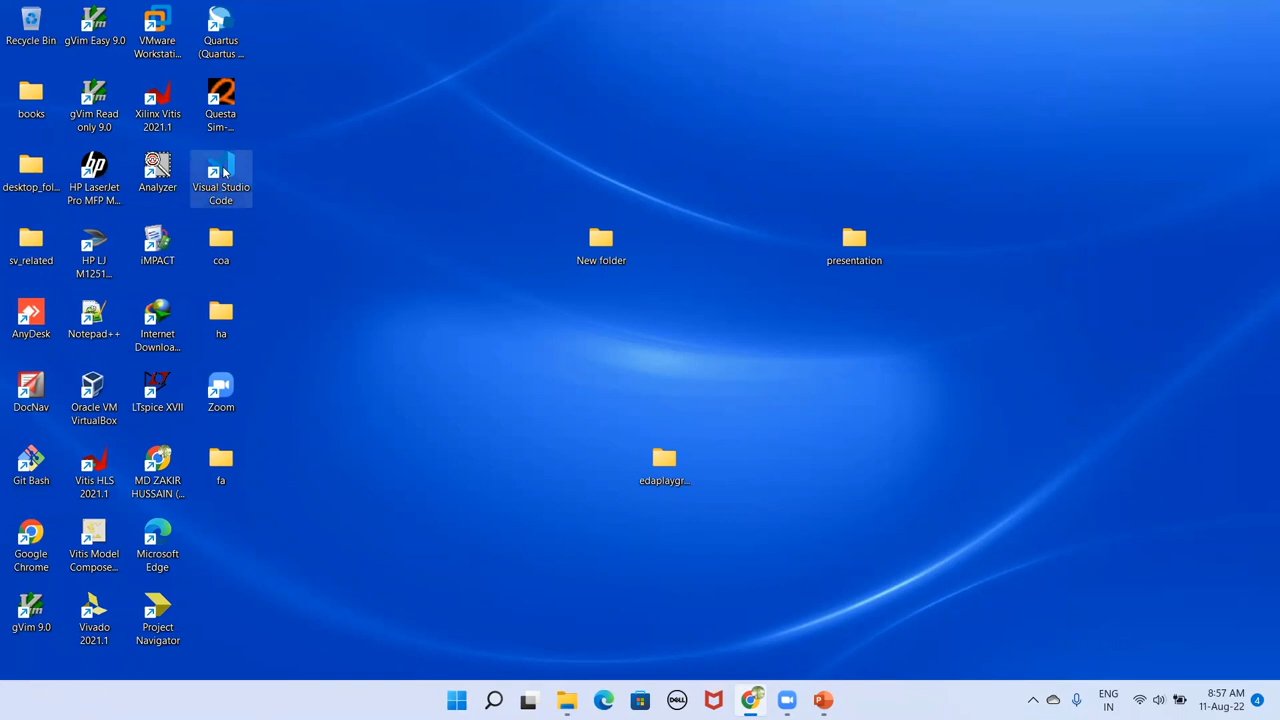 Recycle Bin
gVim Easy 9.0
VMware
Workstati...
Quartus
(Quartus ...
books
gVim Read
only 9.0
Xilinx Vitis
2021.1
Questa
Sim-...
desktop_fol...
HP LaserJet
Pro MFP M...
Analyzer
Visual Studio
Code
sv_related
HP LJ
M1251...
iMPACT
coa
New folder
presentation
AnyDesk
Notepad++
Internet
Downloa...
ha
DocNav
Oracle VM
VirtualBox
LTspice XVII
Zoom
Git Bash
Vitis HLS
2021.1
MD ZAKIR
HUSSAIN (...
fa
edaplaygr...
Google
Chrome
Vitis Model
Compose...
Microsoft
Edge
gVim 9.0
Vivado
2021.1
Project
Navigator
DELL
ENG
IN
8:57 AM
11-Aug-22
4